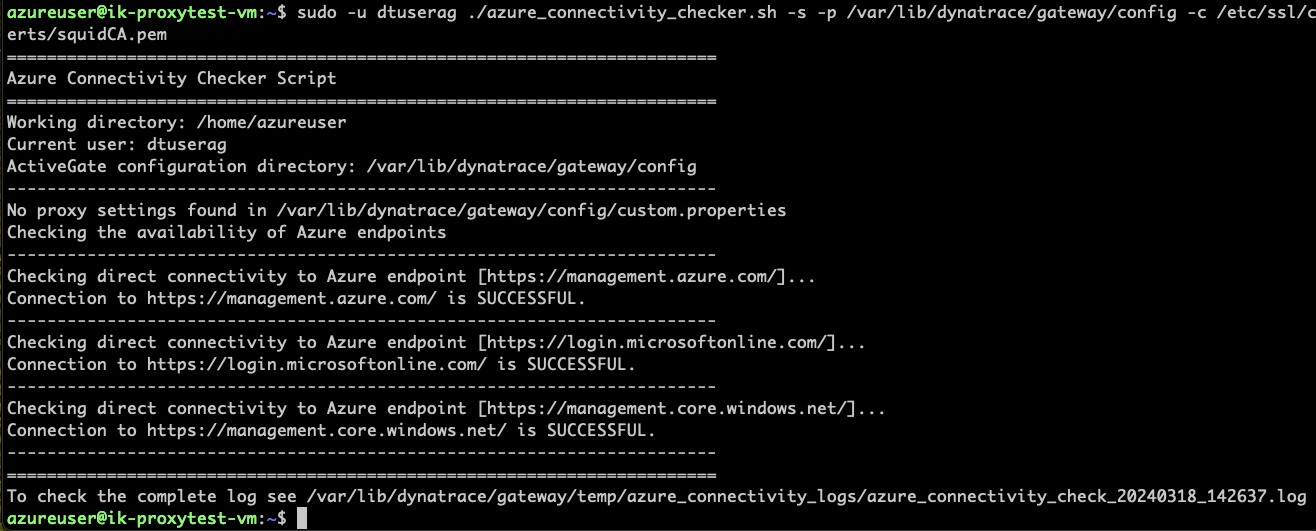 azureuser@ik-proxytest-vm:~$ sudo -u dtuserag ./azure_connectivity_checker.sh -s -p /var/lib/dynatrace/gateway/config -c /etc/ssl/c
erts/squidCA.pem
=======================================================================
Azure Connectivity Checker Script
=======================================================================
Working directory: /home/azureuser
Current user: dtuserag
ActiveGate configuration directory: /var/lib/dynatrace/gateway/config
-----------------------------------------------------------------------
No proxy settings found in /var/lib/dynatrace/gateway/config/custom.properties
Checking the availability of Azure endpoints
-----------------------------------------------------------------------
Checking direct connectivity to Azure endpoint [https://management.azure.com/]...
Connection to https://management.azure.com/ is SUCCESSFUL.
-----------------------------------------------------------------------
Checking direct connectivity to Azure endpoint [https://login.microsoftonline.com/]...
Connection to https://login.microsoftonline.com/ is SUCCESSFUL.
-----------------------------------------------------------------------
Checking direct connectivity to Azure endpoint [https://management.core.windows.net/]...
Connection to https://management.core.windows.net/ is SUCCESSFUL.
-----------------------------------------------------------------------
=======================================================================
To check the complete log see /var/lib/dynatrace/gateway/temp/azure_connectivity_logs/azure_connectivity_check_20240318_142637.log
azureuser@ik-proxytest-vm:~$